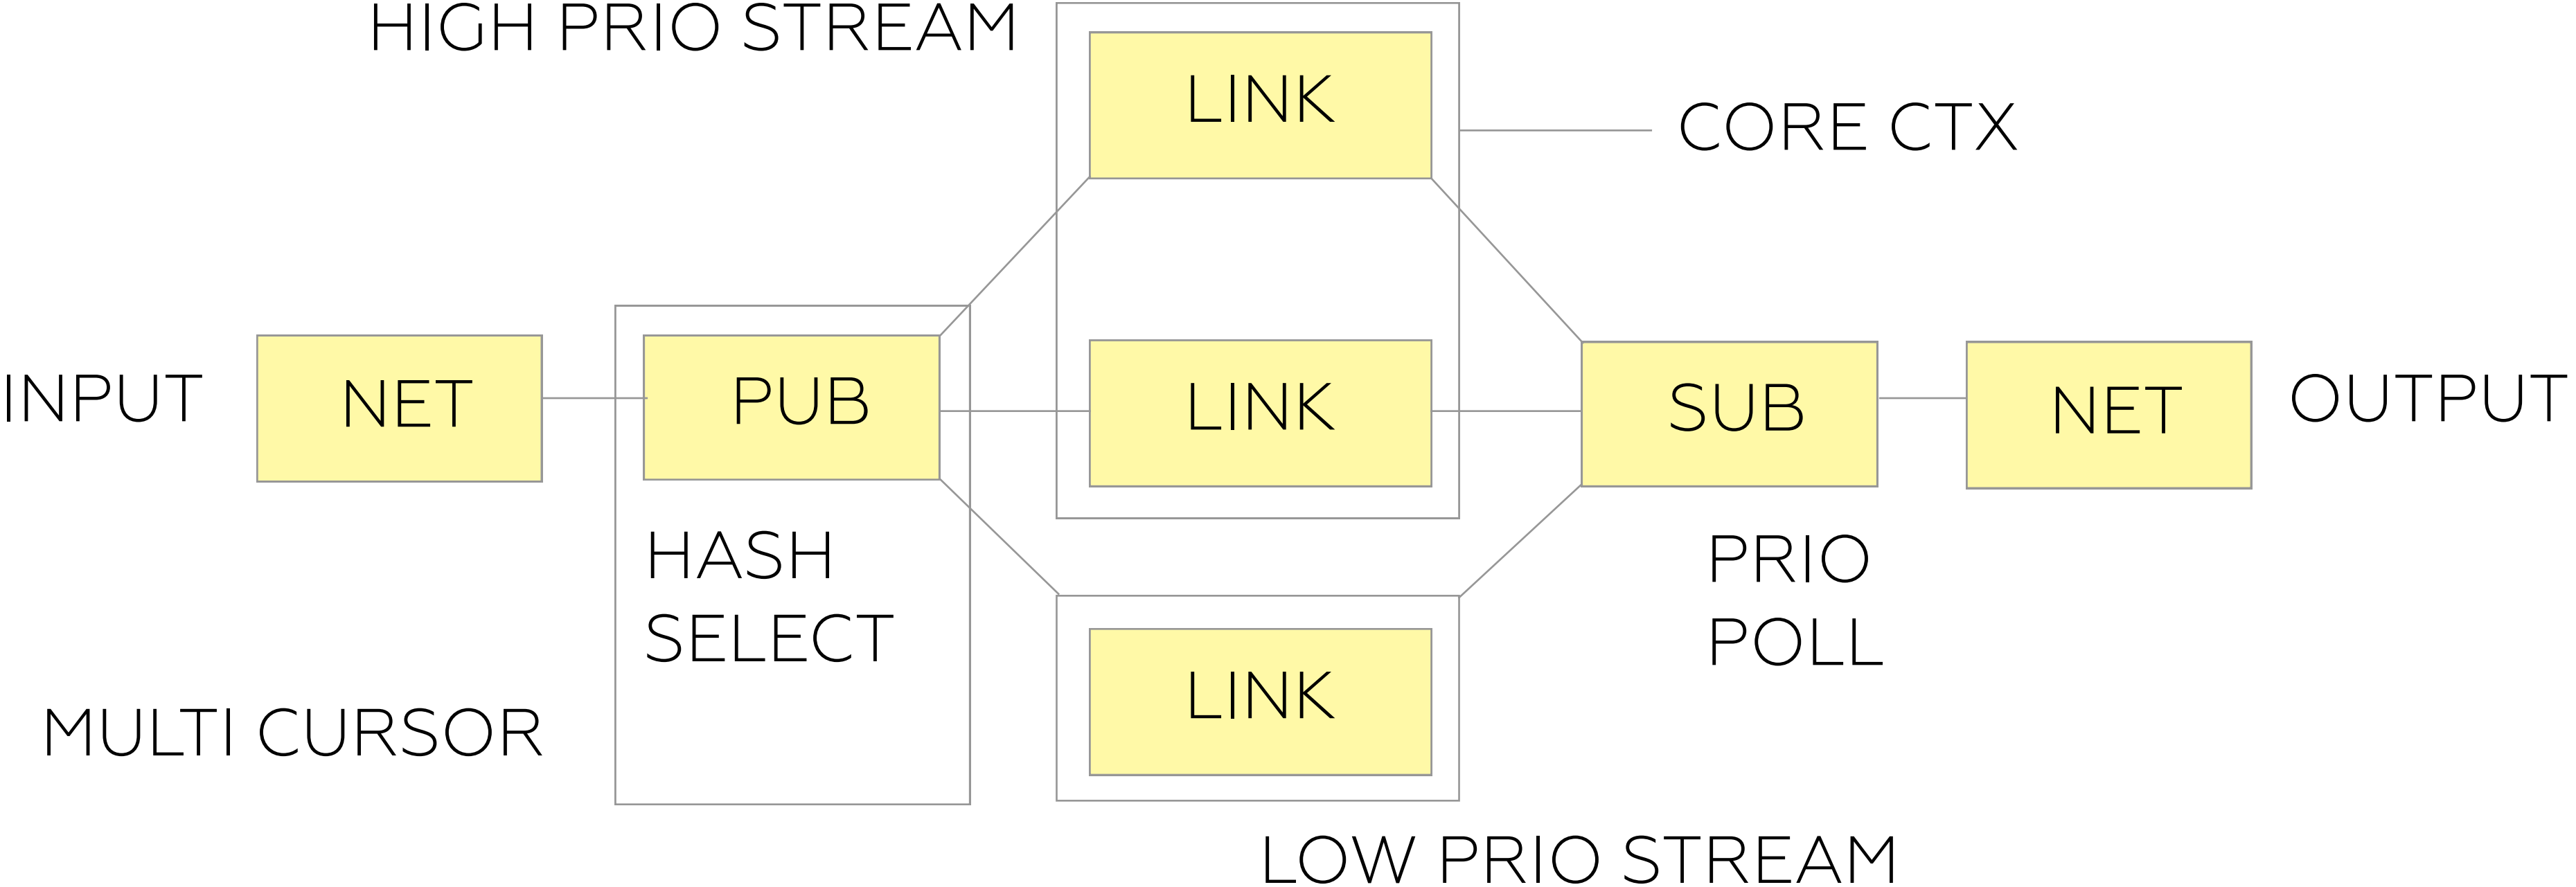 HIGH PRIO STREAM
LINK
CORE CTX
INPUT
NET
PUB
LINK
SUB
NET
OUTPUT
HASH
SELECT
PRIO
POLL
MULTI CURSOR
LINK
LOW PRIO STREAM